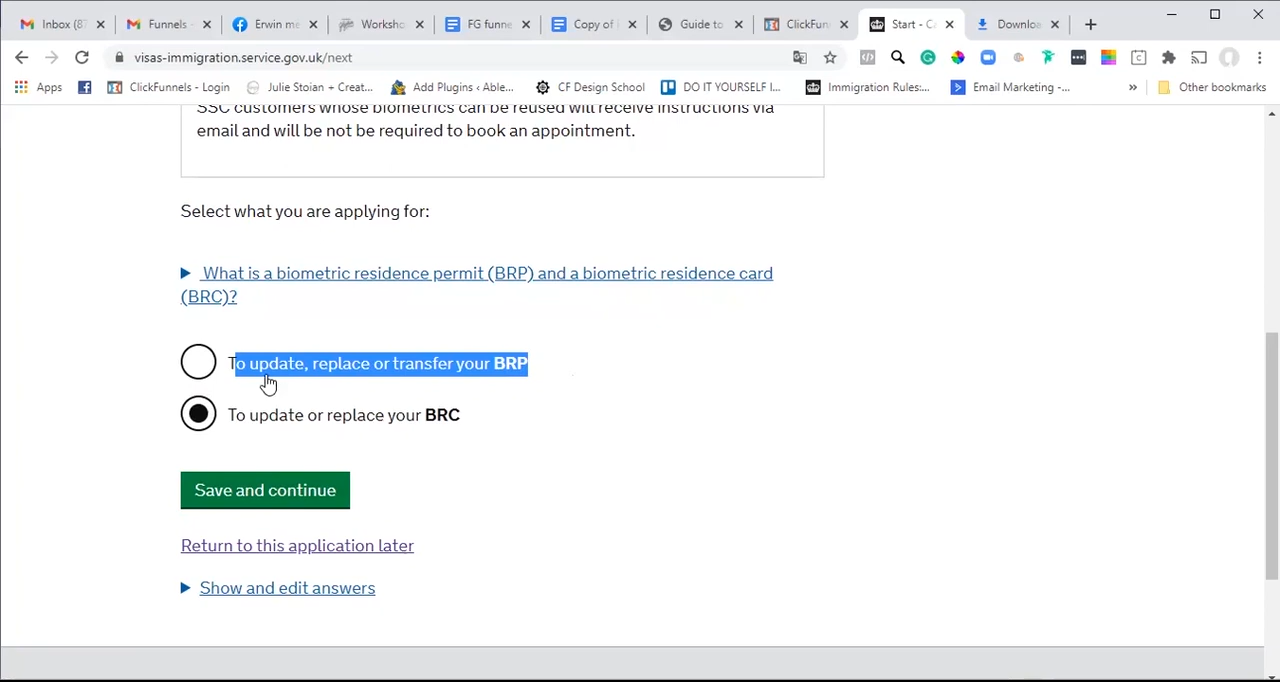 Inbox (87
Funnels -
Erwin me
Worksho
FG funne
Copy of
Guide to
ClickFun
Start - Ca
Downloa
visas-immigration.service.gov.uk/next
Apps
ClickFunnels - Login
Julie Stoian + Creat...
Add Plugins ‹ Able...
CF Design School
DO IT YOURSELF I...
Immigration Rules:...
Email Marketing -...
»
Other bookmarks
SSC customers whose biometrics can be reused will receive instructions via
email and will be not be required to book an appointment.
Select what you are applying for:
What is a biometric residence permit (BRP) and a biometric residence card
(BRC)?
To update, replace or transfer your BRP
To update or replace your BRC
Save and continue
Return to this application later
Show and edit answers